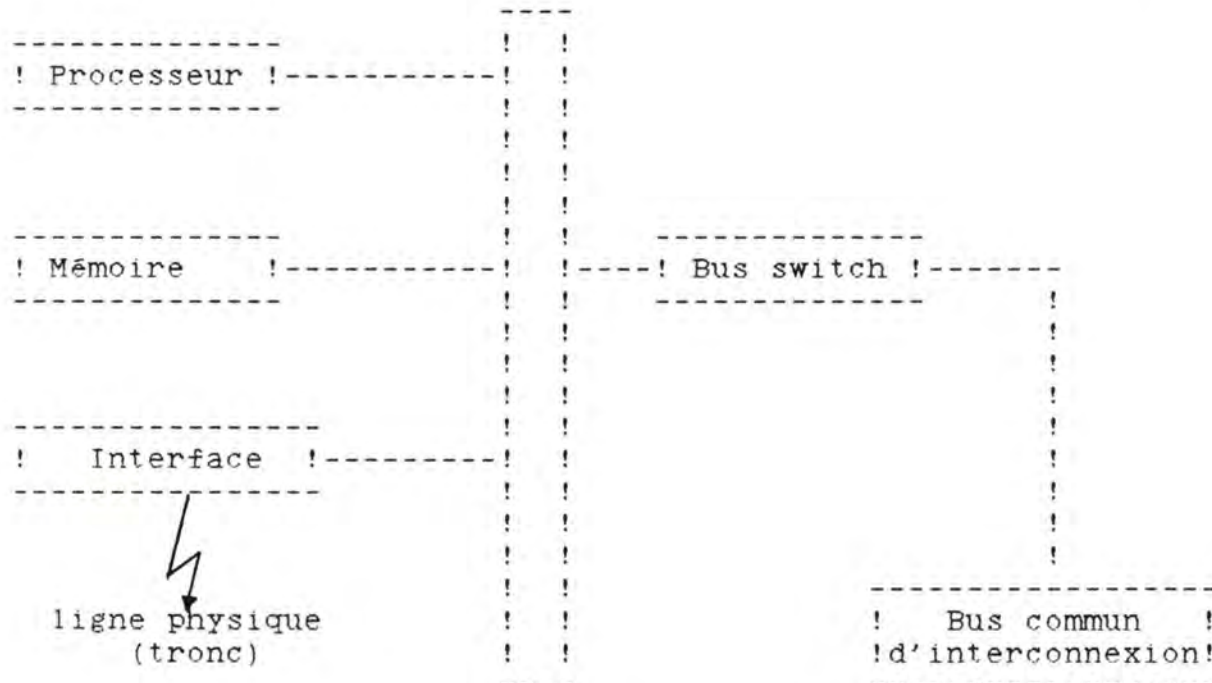 Processeur
Mémoire
Bus switch
Interface
ligne physique
(tronc)
Bus commun
d'interconnexion